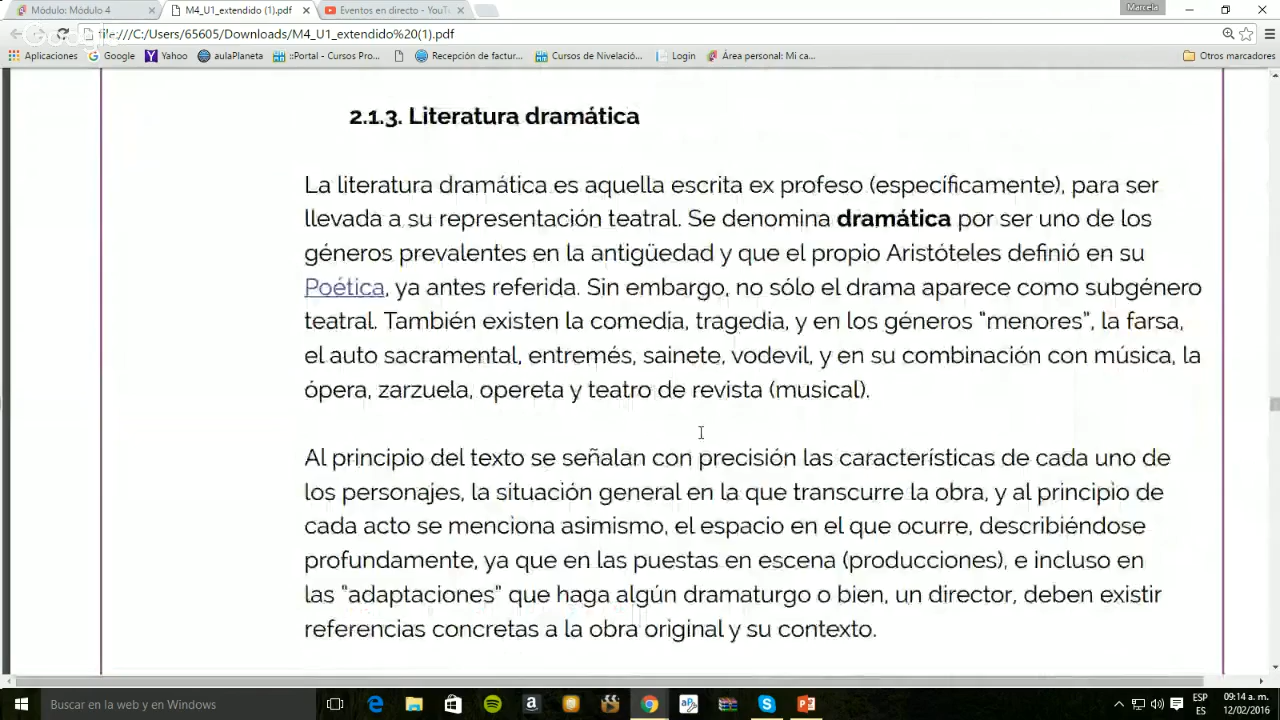 Módulo: Módulo 4
M4_U1_extendido (1).pdf
Eventos en directo - YouT
Marcela
file:///C:/Users/65605/Downloads/M4_U1_extendido%20(1).pdf
Aplicaciones Google Yahoo aulaPlaneta ::Portal - Cursos Pro... Recepción de factur... Cursos de Nivelació... Login Área personal: Mi ca... Otros marcadores
2.1.3. Literatura dramática
La literatura dramática es aquella escrita ex profeso (específicamente), para ser
llevada a su representación teatral. Se denomina dramática por ser uno de los
géneros prevalentes en la antigüedad y que el propio Aristóteles definió en su
Poética, ya antes referida. Sin embargo, no sólo el drama aparece como subgénero
teatral. También existen la comedia, tragedia, y en los géneros "menores", la farsa,
el auto sacramental, entremés, sainete, vodevil, y en su combinación con música, la
ópera, zarzuela, opereta y teatro de revista (musical).
Al principio del texto se señalan con precisión las características de cada uno de
los personajes, la situación general en la que transcurre la obra, y al principio de
cada acto se menciona asimismo, el espacio en el que ocurre, describiéndose
profundamente, ya que en las puestas en escena (producciones), e incluso en
las "adaptaciones" que haga algún dramaturgo o bien, un director, deben existir
referencias concretas a la obra original y su contexto.
Buscar en la web y en Windows
ESP 09:14 a. m.
ES 12/02/2016